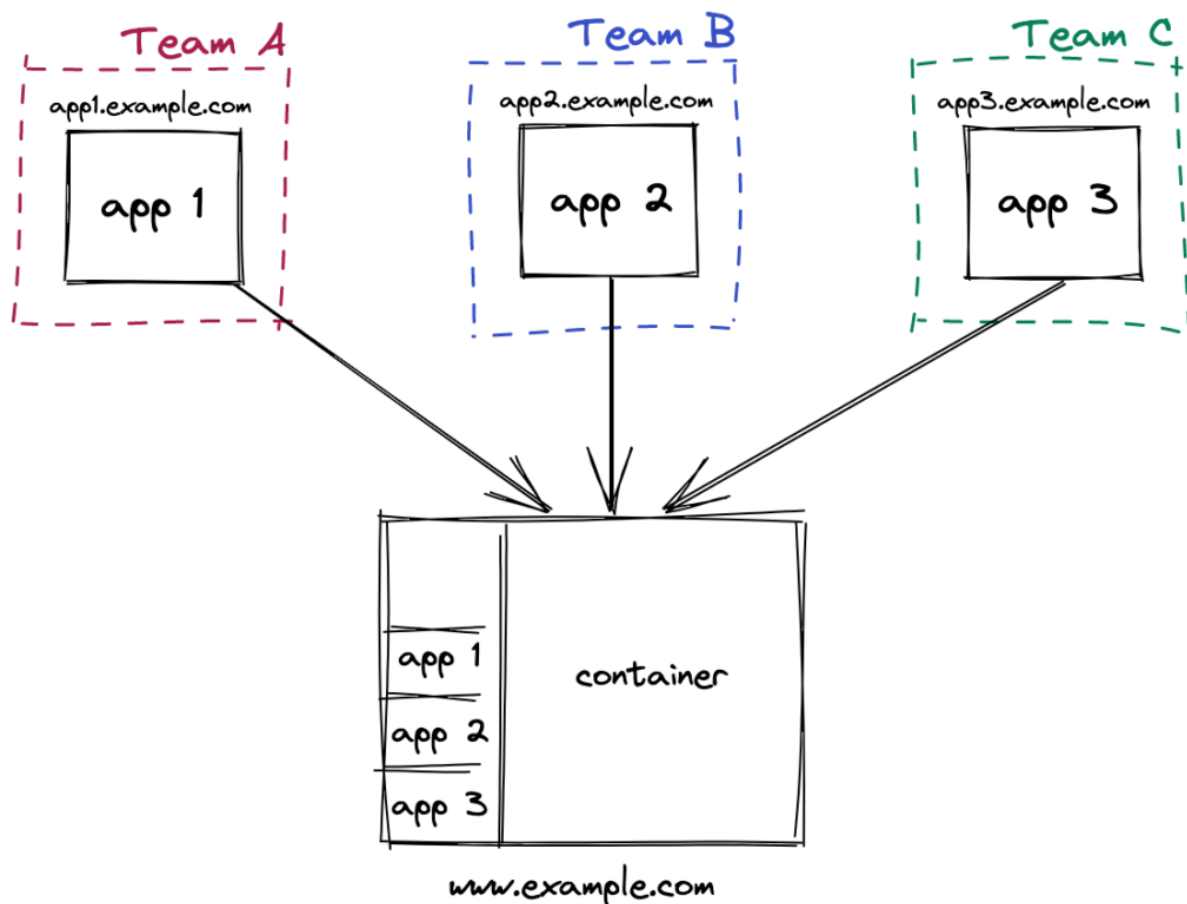 Team A
Team B
Team C
app1.example.com
app2.example.com
app3.example.com
app 1
app 2
app 3
app 1
app 2
app 3
container
www.example.com